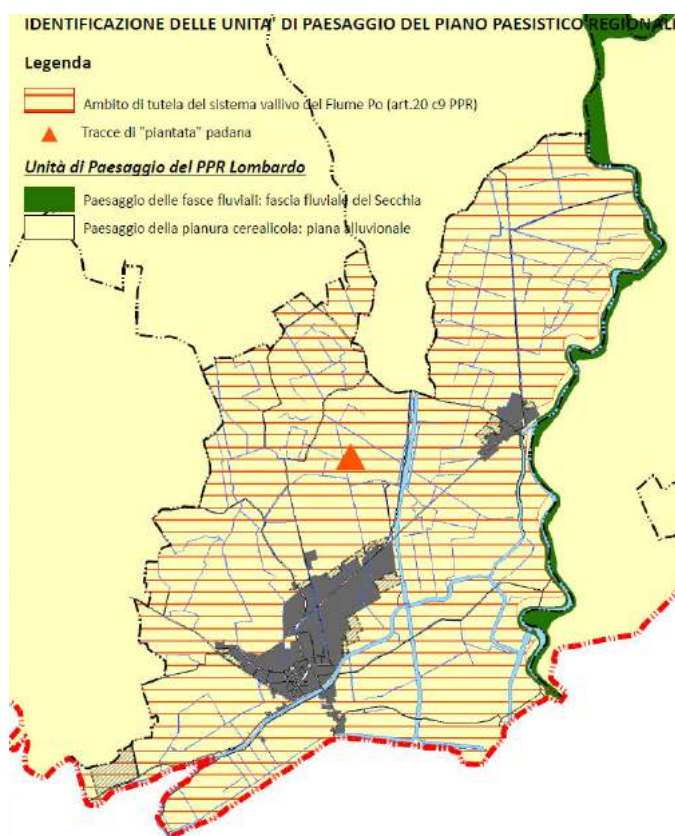 IDENTIFICAZIONE DELLE UNITA' DI PAESAGGIO DEL PIANO PAESISTICO REGIONALE
Legenda
Ambito di tutela del sistema vallivo del Fiume Po (art.20 c9 PPR)
Tracce di "plantata" padana
Unità di Paesaggio del PPR Lombardo
Paesaggio delle fasce fluviali: fascia fluviale del Secchia
Paesaggio della pianura cerealicola: piana alluvionale